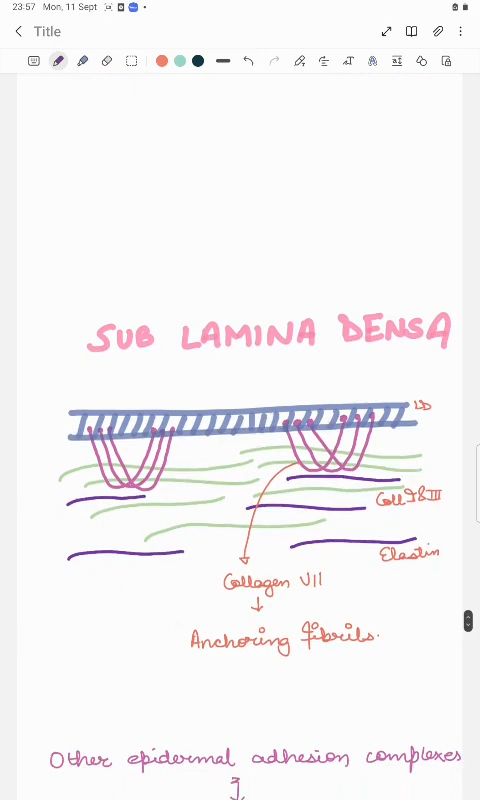 23:57 Mon, 11 Sept
Title
SUB LAMINA DENSA
LD
Coll I & III
Elastin
Collagen VII
Anchoring fibrils.
Other epidermal adhesion complexes